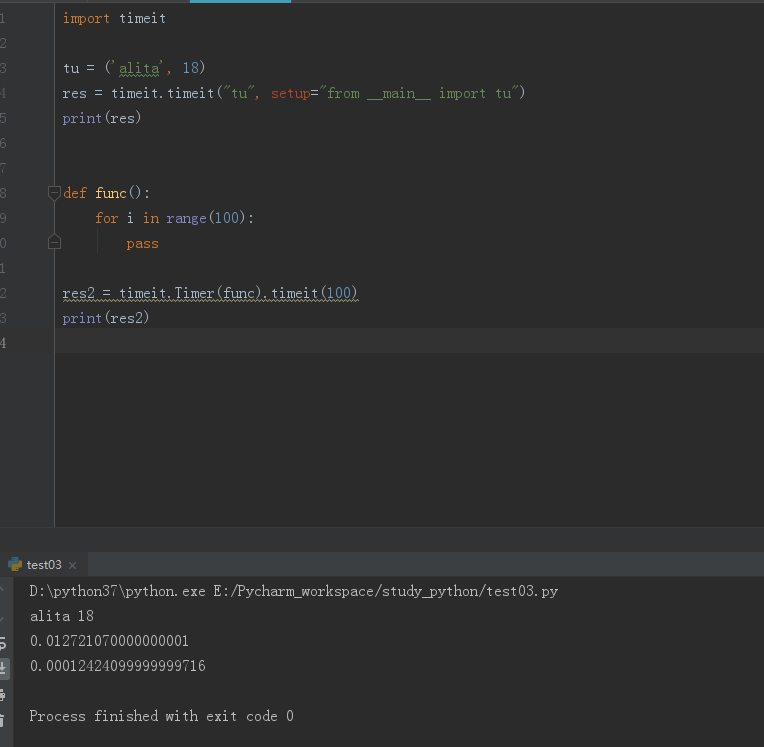 1 import timeit
2
3 tu = ('alita', 18)
4 res = timeit.timeit("tu", setup="from __main__ import tu")
5 print(res)
6
7
8 def func():
9     for i in range(100):
0         pass
1
2 res2 = timeit.Timer(func).timeit(100)
3 print(res2)
4
test03
D:\python37\python.exe E:/Pycharm_workspace/study_python/test03.py
alita 18
0.012721070000000001
0.00012424099999999716
Process finished with exit code 0